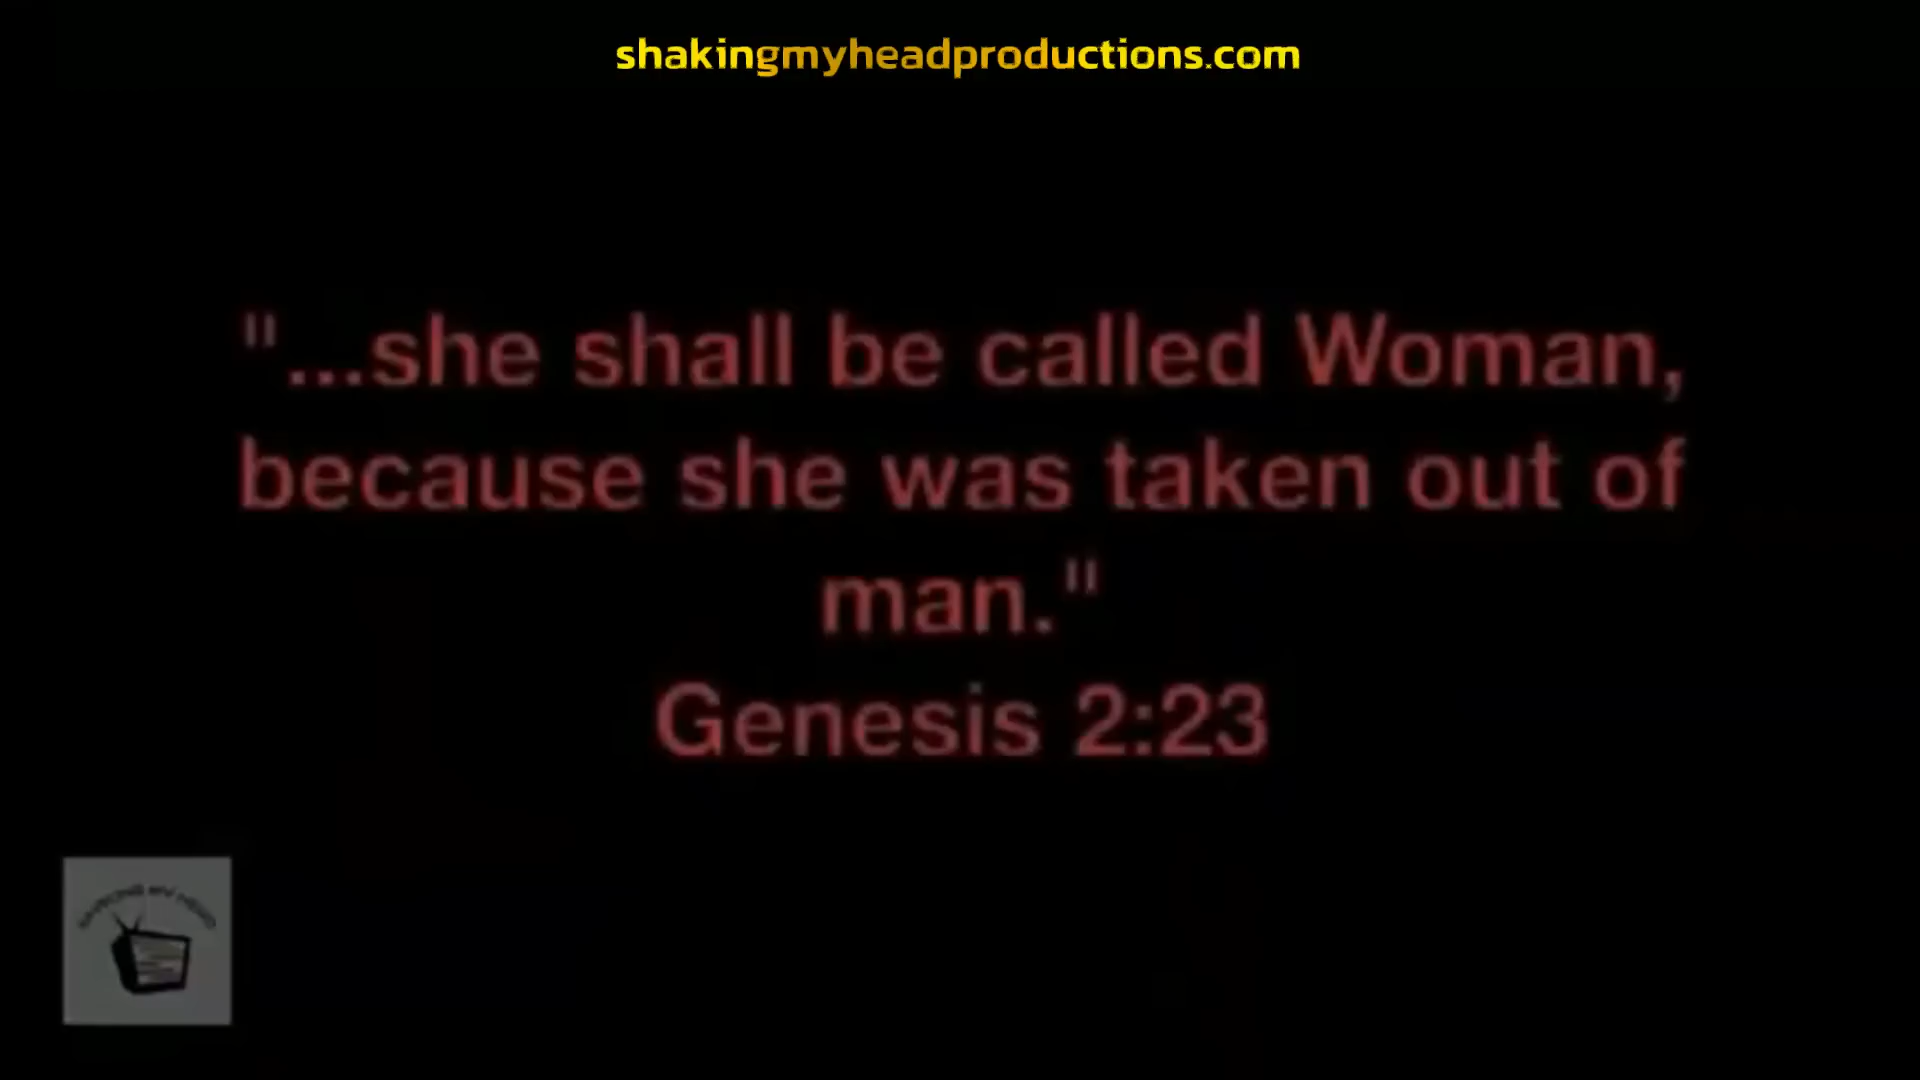 shakingmyheadproductions.com
"...she shall be called Woman,
because she was taken out of
man."
Genesis 2:23